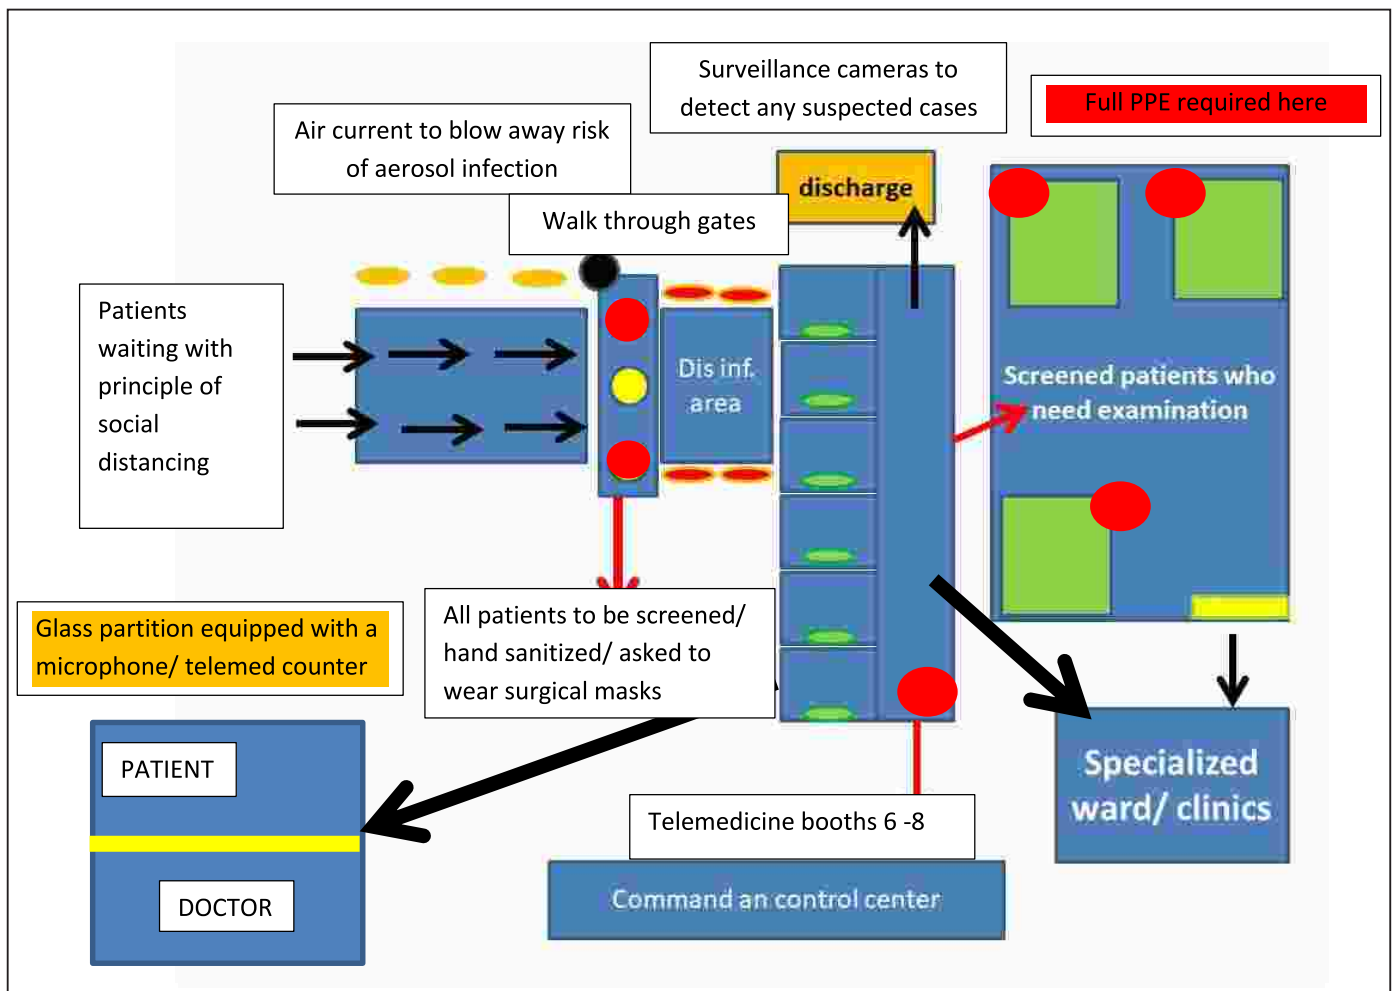 Surveillance cameras to
detect any suspected cases
Full PPE required here
Air current to blow away risk
of aerosol infection
discharge
Walk through gates
Patients
waiting with
principle of
social
distancing
Dis inf.
area
Screened patients who
need examination
Glass partition equipped with a
microphone/ telemed counter
All patients to be screened/
hand sanitized/ asked to
wear surgical masks
PATIENT
DOCTOR
Specialized
ward/ clinics
Telemedicine booths 6 -8
Command an control center